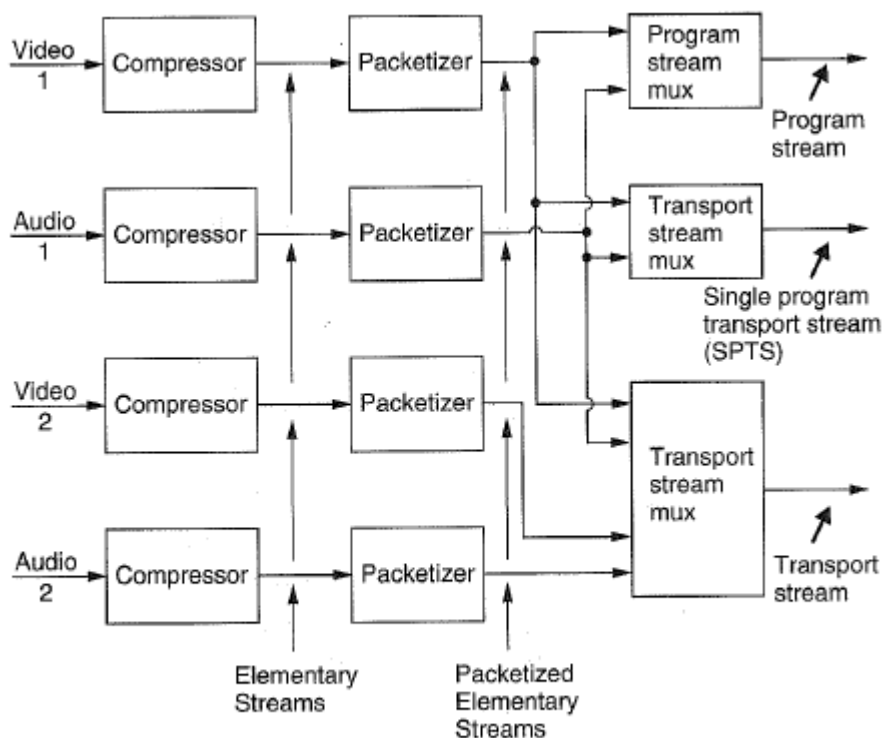 Video
1
Compressor
Packetizer
Program
stream
mux
Program
stream
Audio
1
Compressor
Packetizer
Transport
stream
mux
Single program
transport stream
(SPTS)
Video
2
Compressor
Packetizer
Transport
stream
mux
Transport
stream
Audio
2
Compressor
Packetizer
Elementary
Streams
Packetized
Elementary
Streams